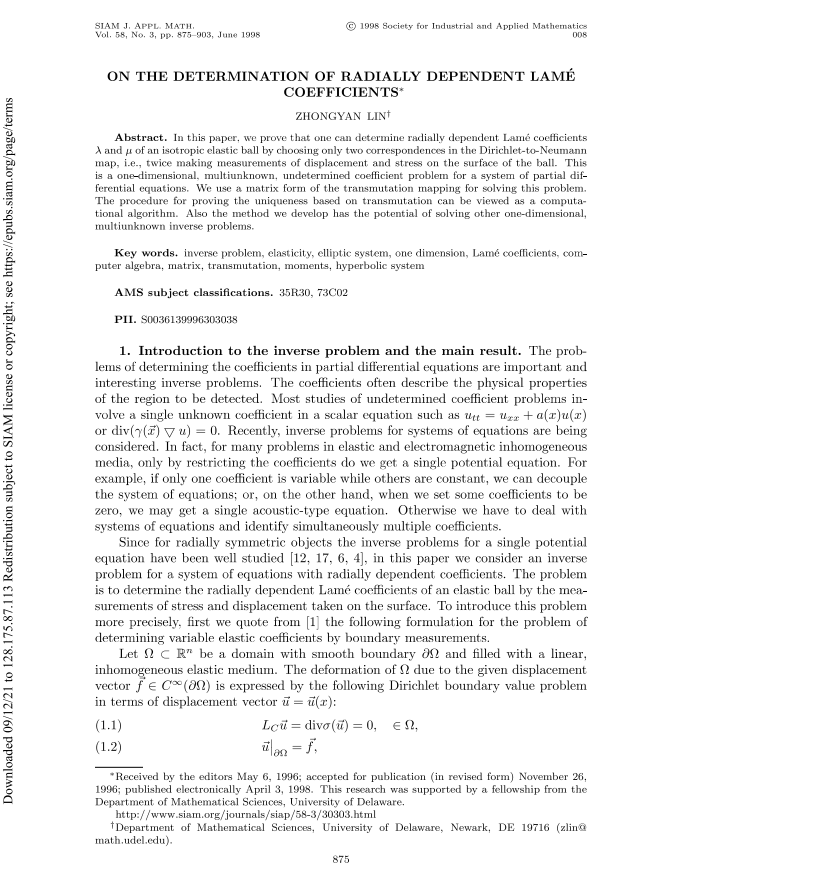 SIAM J. APPL. MATH.
Vol. 58, No. 3, pp. 875–903, June 1998
© 1998 Society for Industrial and Applied Mathematics
008
ON THE DETERMINATION OF RADIALLY DEPENDENT LAMÉ
COEFFICIENTS*
ZHONGYAN LIN†
Abstract. In this paper, we prove that one can determine radially dependent Lamé coefficients
λ and μ of an isotropic elastic ball by choosing only two correspondences in the Dirichlet-to-Neumann
map, i.e., twice making measurements of displacement and stress on the surface of the ball. This
is a one-dimensional, multiunknown, undetermined coefficient problem for a system of partial dif-
ferential equations. We use a matrix form of the transmutation mapping for solving this problem.
The procedure for proving the uniqueness based on transmutation can be viewed as a computa-
tional algorithm. Also the method we develop has the potential of solving other one-dimensional,
multiunknown inverse problems.
Key words. inverse problem, elasticity, elliptic system, one dimension, Lamé coefficients, com-
puter algebra, matrix, transmutation, moments, hyperbolic system
AMS subject classifications. 35R30, 73C02
PII. S0036139996303038
1. Introduction to the inverse problem and the main result. The prob-
lems of determining the coefficients in partial differential equations are important and
interesting inverse problems. The coefficients often describe the physical properties
of the region to be detected. Most studies of undetermined coefficient problems in-
volve a single unknown coefficient in a scalar equation such as u_tt = u_xx + a(x)u(x)
or div(γ(x⃗) ▽ u) = 0. Recently, inverse problems for systems of equations are being
considered. In fact, for many problems in elastic and electromagnetic inhomogeneous
media, only by restricting the coefficients do we get a single potential equation. For
example, if only one coefficient is variable while others are constant, we can decouple
the system of equations; or, on the other hand, when we set some coefficients to be
zero, we may get a single acoustic-type equation. Otherwise we have to deal with
systems of equations and identify simultaneously multiple coefficients.
Since for radially symmetric objects the inverse problems for a single potential
equation have been well studied [12, 17, 6, 4], in this paper we consider an inverse
problem for a system of equations with radially dependent coefficients. The problem
is to determine the radially dependent Lamé coefficients of an elastic ball by the mea-
surements of stress and displacement taken on the surface. To introduce this problem
more precisely, first we quote from [1] the following formulation for the problem of
determining variable elastic coefficients by boundary measurements.
Let Ω ⊂ ℝⁿ be a domain with smooth boundary ∂Ω and filled with a linear,
inhomogeneous elastic medium. The deformation of Ω due to the given displacement
vector f⃗ ∈ C^∞(∂Ω) is expressed by the following Dirichlet boundary value problem
in terms of displacement vector u⃗ = u⃗(x):
(1.1) L_C u⃗ = divσ(u⃗) = 0, ∈ Ω,
(1.2) u⃗|_∂Ω = f⃗,
*Received by the editors May 6, 1996; accepted for publication (in revised form) November 26,
1996; published electronically April 3, 1998. This research was supported by a fellowship from the
Department of Mathematical Sciences, University of Delaware.
http://www.siam.org/journals/siap/58-3/30303.html
†Department of Mathematical Sciences, University of Delaware, Newark, DE 19716 (zlin@
math.udel.edu).
875
Downloaded 09/12/21 to 128.175.87.113 Redistribution subject to SIAM license or copyright; see https://epubs.siam.org/page/terms